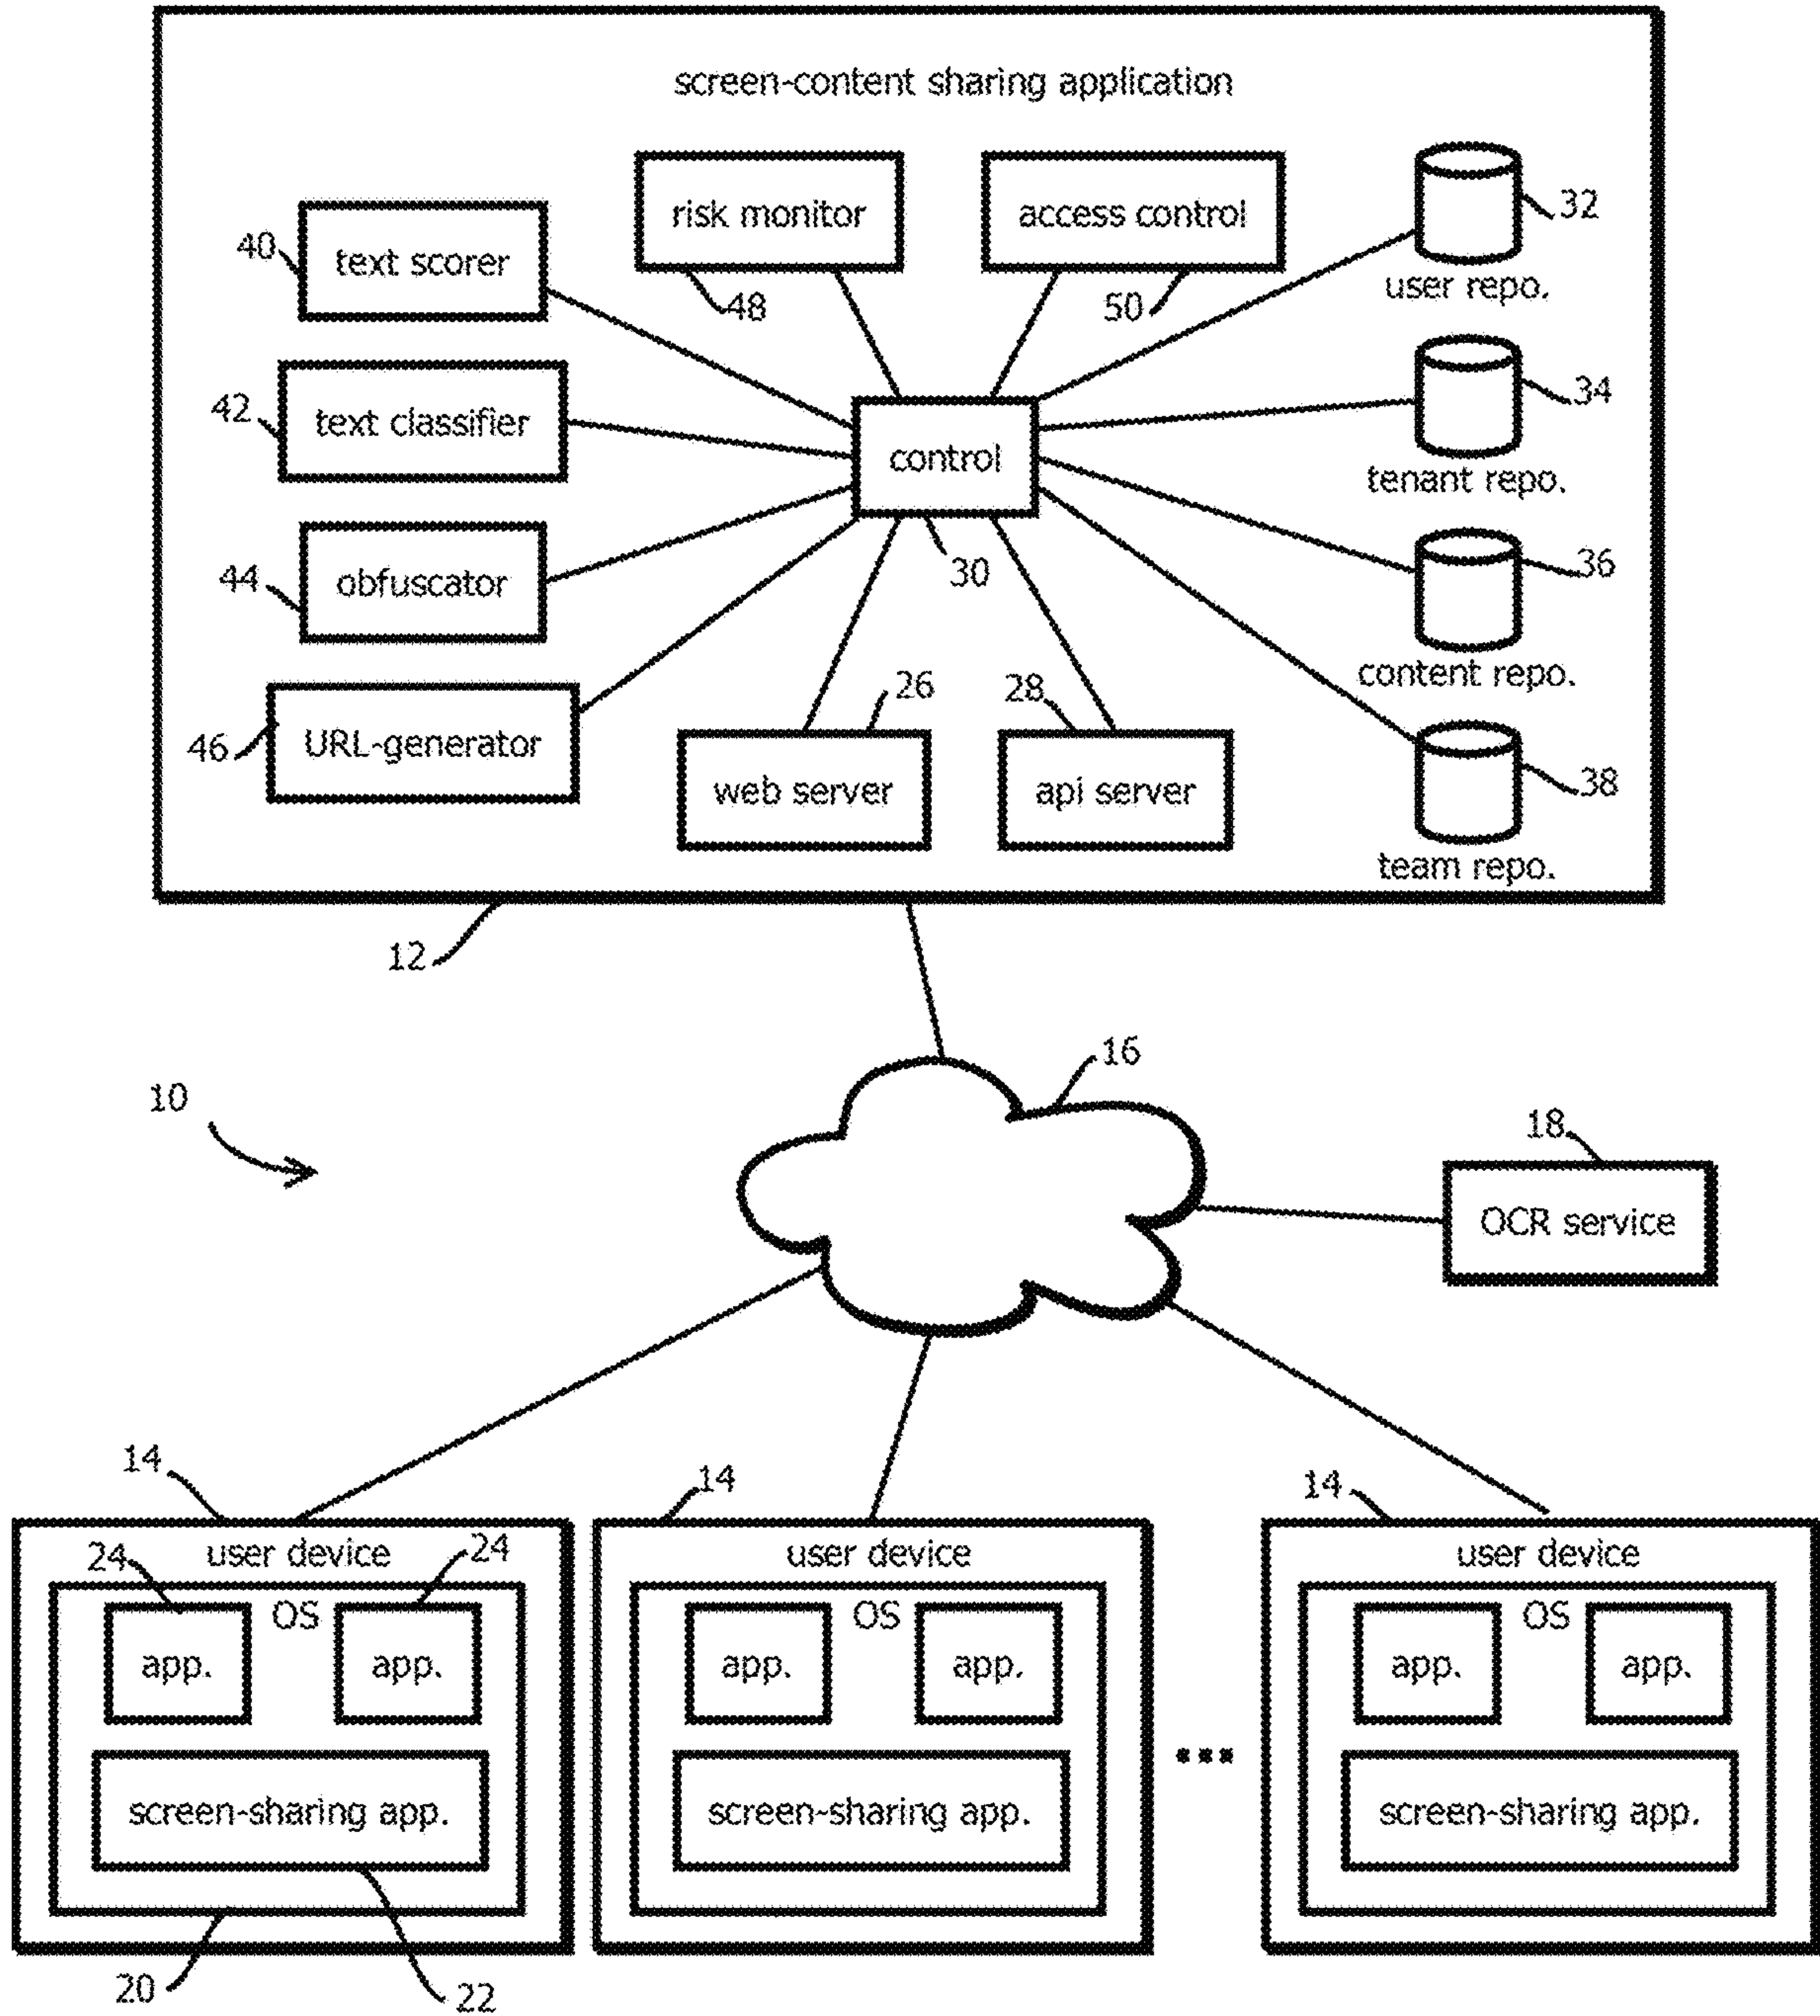 screen-content sharing application
risk monitor
access control
32
40
text scorer
48
50
user repo.
34
42
text classifier
control
tenant repo.
44
obfuscator
30
36
content repo.
26
28
46
URL-generator
web server
api server
38
team repo.
12
16
10
18
OCR service
14
14
14
user device
user device
user device
24
24
OS
OS
OS
app.
app.
app.
app.
app.
app.
screen-sharing app.
screen-sharing app.
screen-sharing app.
20
22